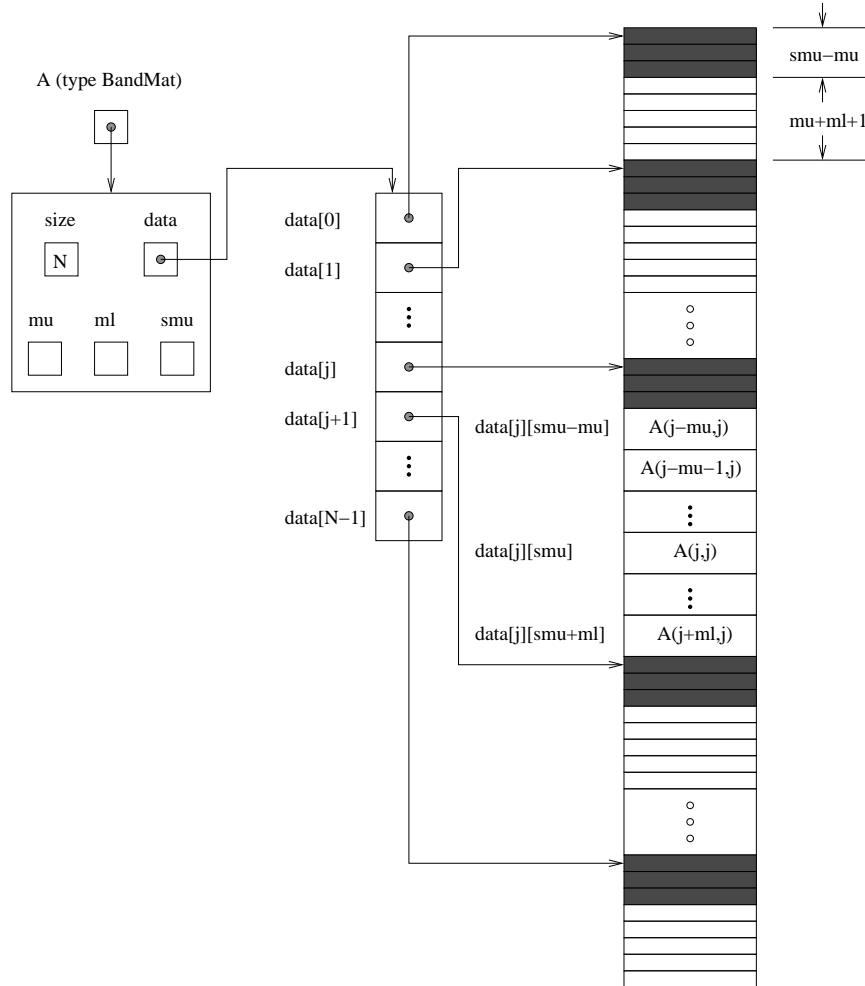 A (type BandMat)
size
data
N
mu
ml
smu
data[0]
data[1]
data[j]
data[j+1]
data[N−1]
data[j][smu−mu]
data[j][smu]
data[j][smu+ml]
A(j−mu,j)
A(j−mu−1,j)
A(j,j)
A(j+ml,j)
smu−mu
mu+ml+1